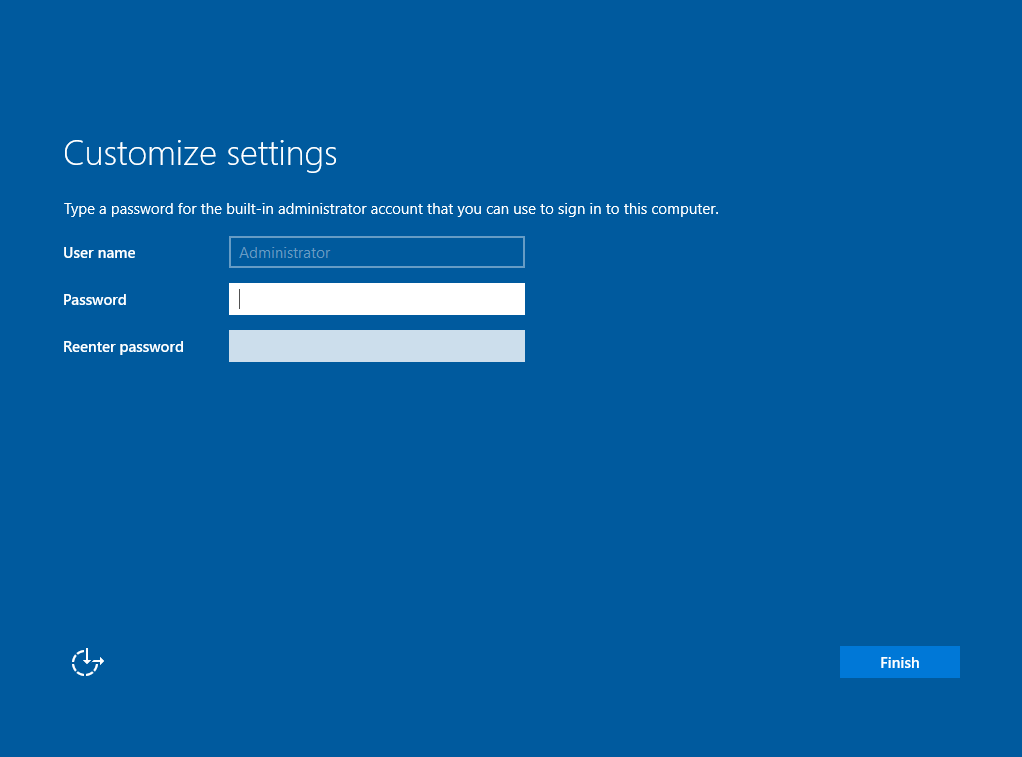 Customize settings
Type a password for the built-in administrator account that you can use to sign in to this computer.
User name
Administrator
Password
Reenter password
Finish